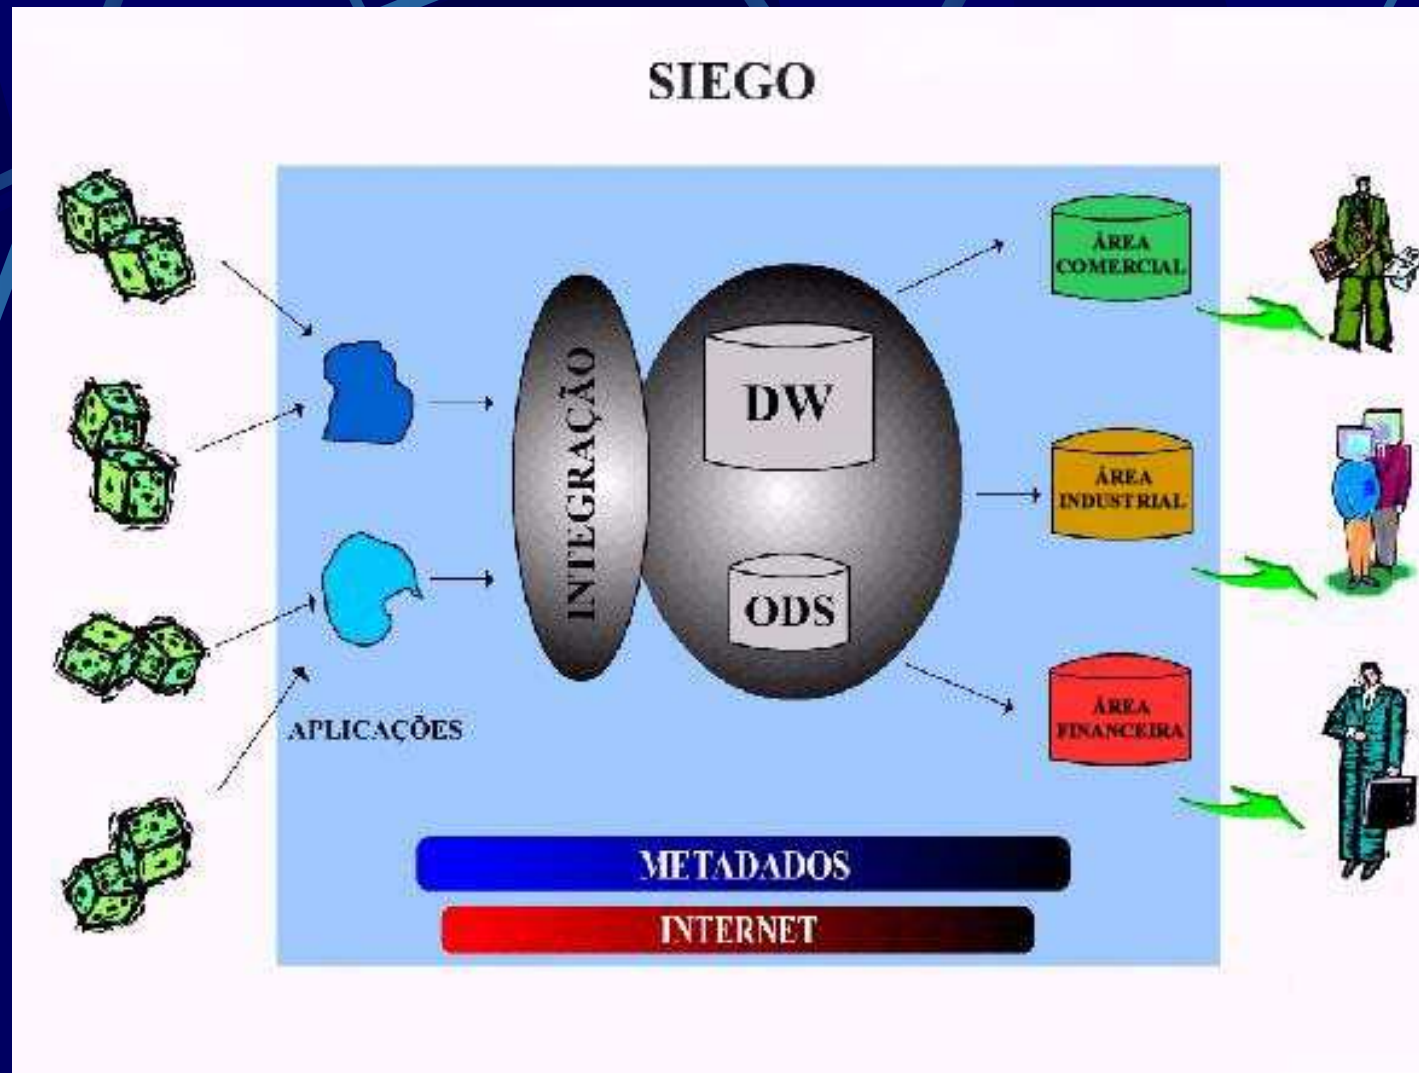 SIEGO
ÁREA
COMERCIAL
INTEGRAÇÃO
DW
ÁREA
INDUSTRIAL
ODS
APLICAÇÕES
ÁREA
FINANCEIRA
METADADOS
INTERNET